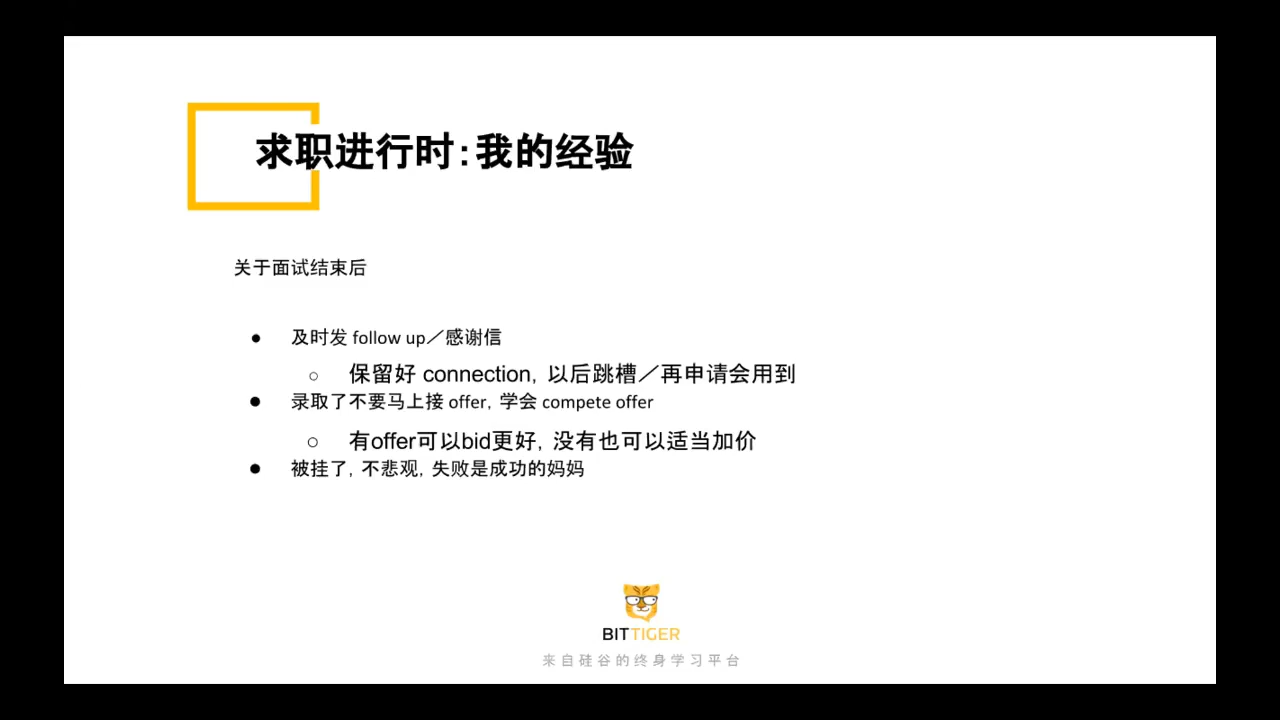 求职进行时：我的经验
关于面试结束后
● 及时发 follow up／感谢信
○ 保留好 connection，以后跳槽／再申请会用到
● 录取了不要马上接 offer，学会 compete offer
○ 有offer可以bid更好，没有也可以适当加价
● 被挂了，不悲观，失败是成功的妈妈
BITTIGER
来自硅谷的终身学习平台